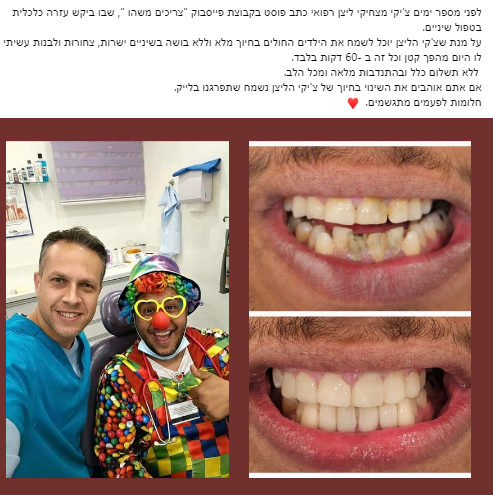 לפני מספר ימים צ'יקי מצחיקי ליצן רפואי כתב פוסט בקבוצת פייסבוק "צריכים משהו ", שבו ביקש עזרה כלכלית
בטפול שיניים.
על מנת שצ'קי הליצן יוכל לשמח את הילדים החולים בחיוך מלא וללא בושה בשיניים ישרות, צחורות ולבנות עשיתי
לו היום מהפך קטן וכל זה ב -60 דקות בלבד.
ללא תשלום כלל ובהתנדבות מלאה ומכל הלב.
אם אתם אוהבים את השינוי בחיוך של צ'יקי הליצן נשמח שתפרגנו בלייק.
חלומות לפעמים מתגשמים. ❤️